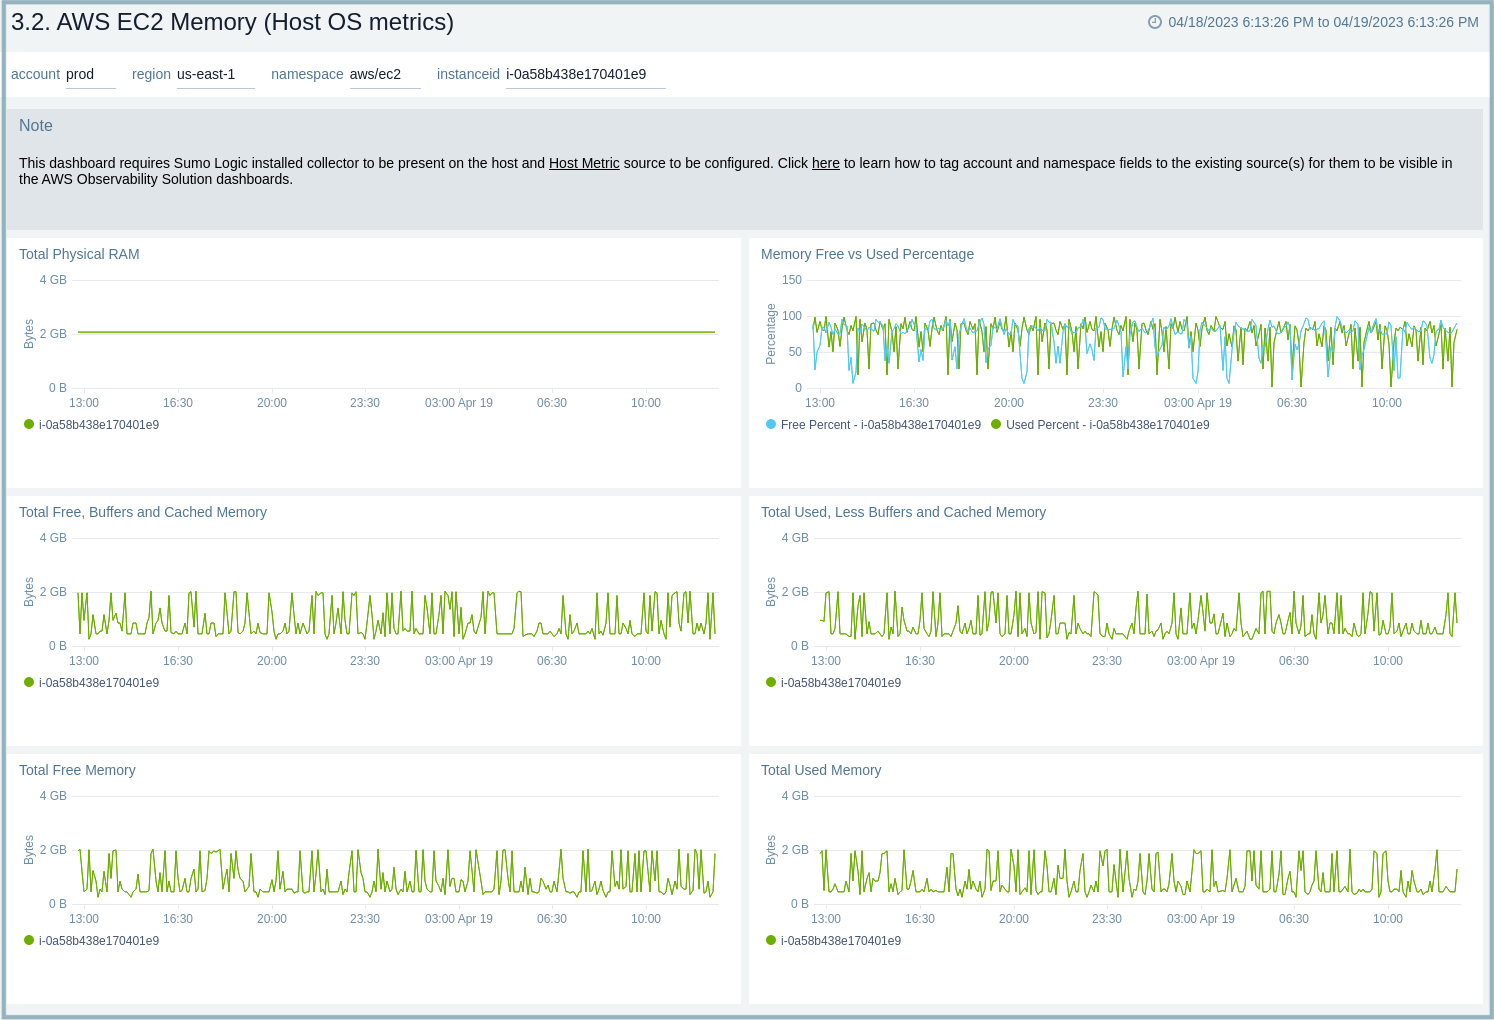 3.2. AWS EC2 Memory (Host OS metrics)
04/18/2023 6:13:26 PM to 04/19/2023 6:13:26 PM
account prod region us-east-1 namespace aws/ec2 instanceid i-0a58b438e170401e9
Note
This dashboard requires Sumo Logic installed collector to be present on the host and Host Metric source to be configured. Click here to learn how to tag account and namespace fields to the existing source(s) for them to be visible in
the AWS Observability Solution dashboards.
Total Physical RAM
4 GB
2 GB
0 B
Bytes
13:00 16:30 20:00 23:30 03:00 Apr 19 06:30 10:00
i-0a58b438e170401e9
Memory Free vs Used Percentage
150
100
50
0
Percentage
13:00 16:30 20:00 23:30 03:00 Apr 19 06:30 10:00
Free Percent - i-0a58b438e170401e9 Used Percent - i-0a58b438e170401e9
Total Free, Buffers and Cached Memory
4 GB
2 GB
0 B
Bytes
13:00 16:30 20:00 23:30 03:00 Apr 19 06:30 10:00
i-0a58b438e170401e9
Total Used, Less Buffers and Cached Memory
4 GB
2 GB
0 B
Bytes
13:00 16:30 20:00 23:30 03:00 Apr 19 06:30 10:00
i-0a58b438e170401e9
Total Free Memory
4 GB
2 GB
0 B
Bytes
13:00 16:30 20:00 23:30 03:00 Apr 19 06:30 10:00
i-0a58b438e170401e9
Total Used Memory
4 GB
2 GB
0 B
Bytes
13:00 16:30 20:00 23:30 03:00 Apr 19 06:30 10:00
i-0a58b438e170401e9